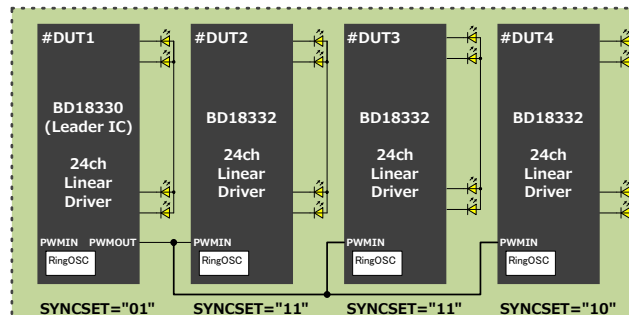 #DUT1
BD18330
(Leader IC)
24ch
Linear
Driver
PWMIN PWMOUT
RingOSC
SYNCSET="01"
#DUT2
BD18332
24ch
Linear
Driver
PWMIN
RingOSC
SYNCSET="11"
#DUT3
BD18332
24ch
Linear
Driver
PWMIN
RingOSC
SYNCSET="11"
#DUT4
BD18332
24ch
Linear
Driver
PWMIN
RingOSC
SYNCSET="10"